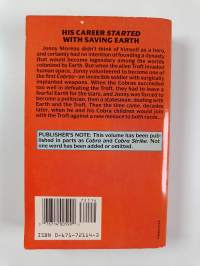 HIS CAREER STARTED
WITH SAVING EARTH
Jonny Moreau didn't think of himself as a hero,
and certainly had no intention of founding a dynasty
that would become legendary among the worlds
colonized by Earth. But when the alien Troft invaded
human space, Jonny volunteered to become one of
the first Cobras—an invincible soldier with surgically
implanted weapons. When the Cobras succeeded
too well in defeating the Troft, they had to leave a
fearful Earth for the stars, and Jonny was forced to
become a politician, then a statesman, dealing with
Earth and the Troft. Then the time came, decades
later, when he and his Cobra children would join
with the Troft against a new menace to both races.
PUBLISHER'S NOTE: This volume has been pub-
lished in parts as Cobra and Cobra Strike. Not
one word has been added or omitted.
ISBN 0-671-72114-3